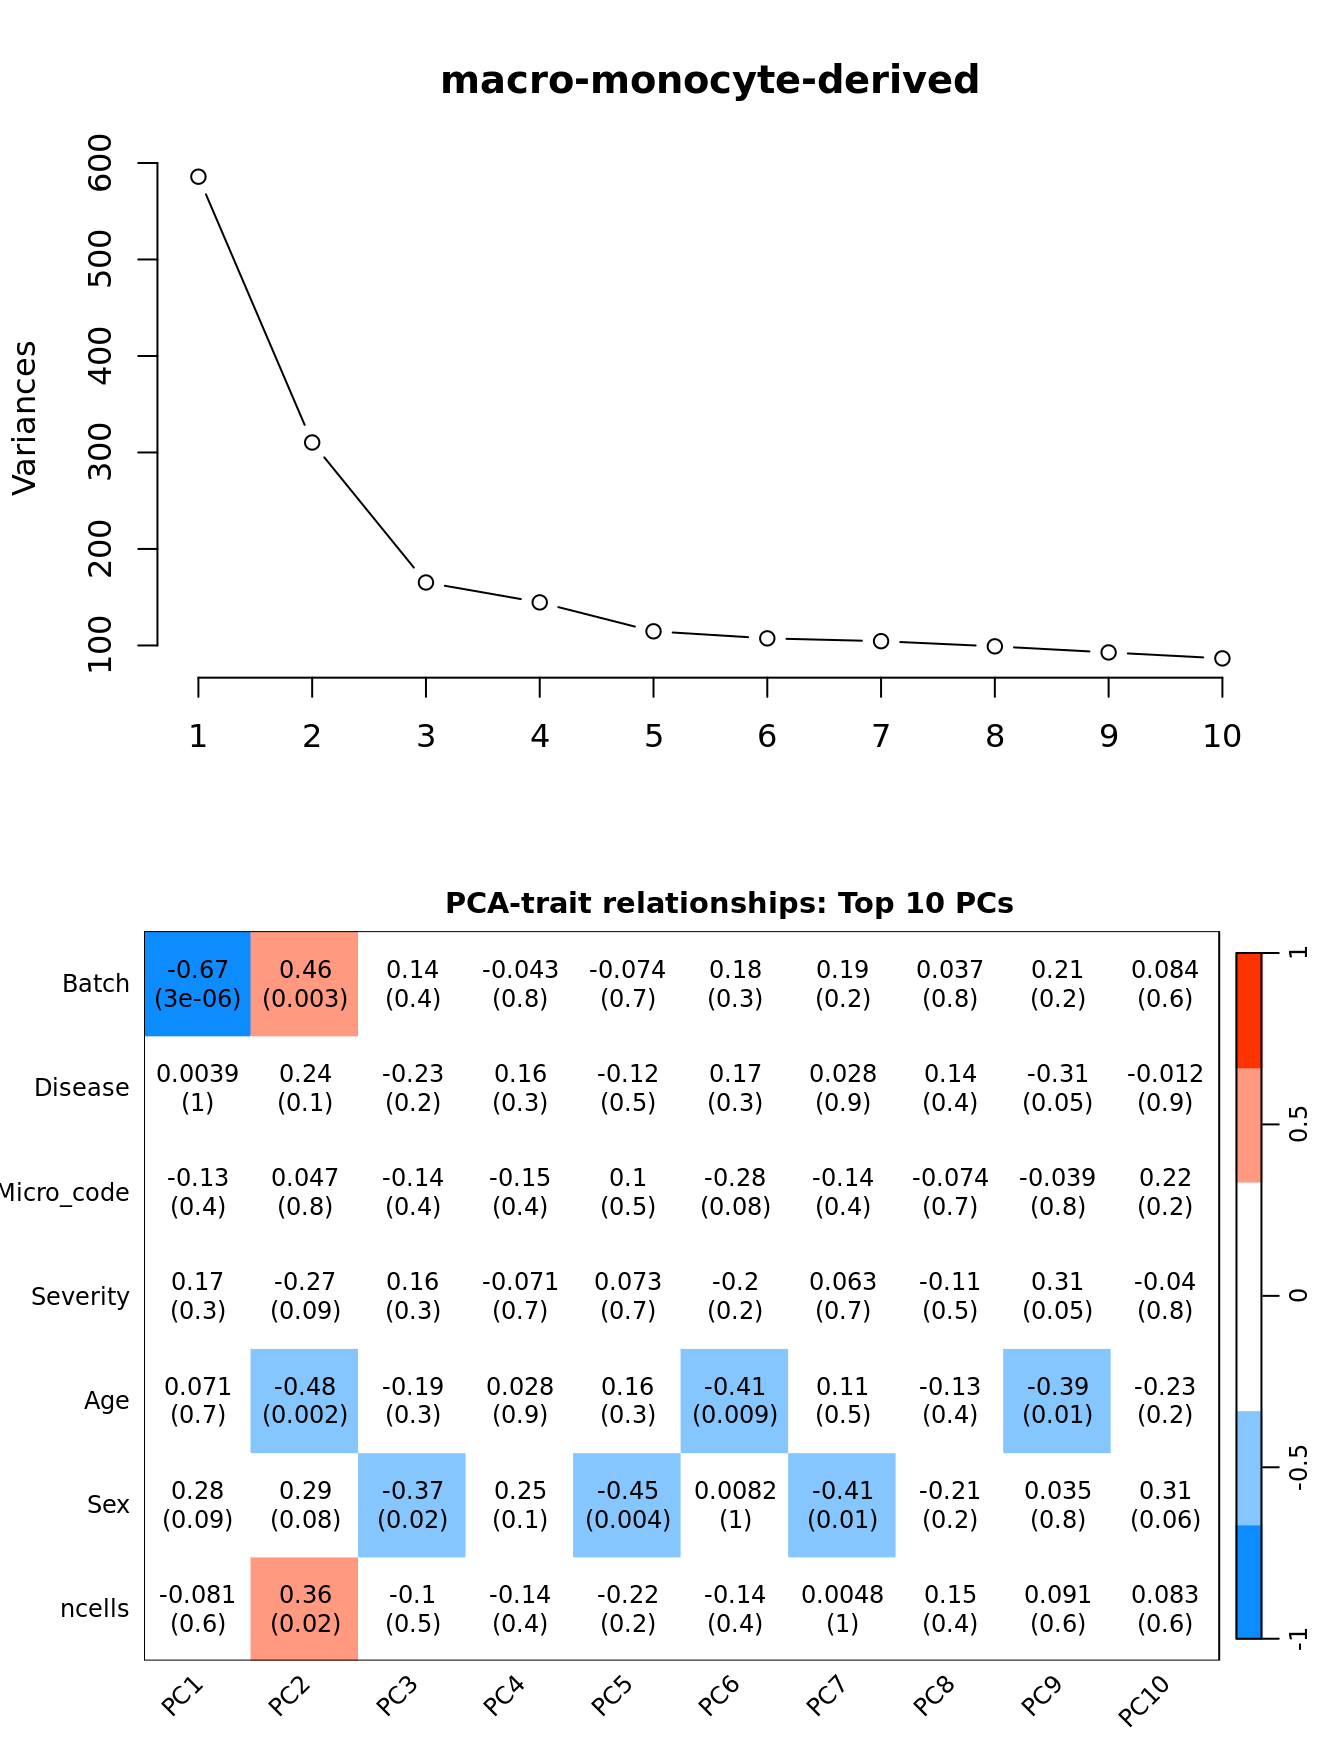 macro-monocyte-derived
Variances
600
500
400
300
200
100
1 2 3 4 5 6 7 8 9 10
PCA-trait relationships: Top 10 PCs
Batch -0.67 0.46 0.14 -0.043 -0.074 0.18 0.19 0.037 0.21 0.084
(3e-06) (0.003) (0.4) (0.8) (0.7) (0.3) (0.2) (0.8) (0.2) (0.6)
Disease 0.0039 0.24 -0.23 0.16 -0.12 0.17 0.028 0.14 -0.31 -0.012
(1) (0.1) (0.2) (0.3) (0.5) (0.3) (0.9) (0.4) (0.05) (0.9)
Micro_code -0.13 0.047 -0.14 -0.15 0.1 -0.28 -0.14 -0.074 -0.039 0.22
(0.4) (0.8) (0.4) (0.4) (0.5) (0.08) (0.4) (0.7) (0.8) (0.2)
Severity 0.17 -0.27 0.16 -0.071 0.073 -0.2 0.063 -0.11 0.31 -0.04
(0.3) (0.09) (0.3) (0.7) (0.7) (0.2) (0.7) (0.5) (0.05) (0.8)
Age 0.071 -0.48 -0.19 0.028 0.16 -0.41 0.11 -0.13 -0.39 -0.23
(0.7) (0.002) (0.3) (0.9) (0.3) (0.009) (0.5) (0.4) (0.01) (0.2)
Sex 0.28 0.29 -0.37 0.25 -0.45 0.0082 -0.41 -0.21 0.035 0.31
(0.09) (0.08) (0.02) (0.1) (0.004) (1) (0.01) (0.2) (0.8) (0.06)
ncells -0.081 0.36 -0.1 -0.14 -0.22 -0.14 0.0048 0.15 0.091 0.083
(0.6) (0.02) (0.5) (0.4) (0.2) (0.4) (1) (0.4) (0.6) (0.6)
PC1 PC2 PC3 PC4 PC5 PC6 PC7 PC8 PC9 PC10
1
0.5
0
-0.5
-1